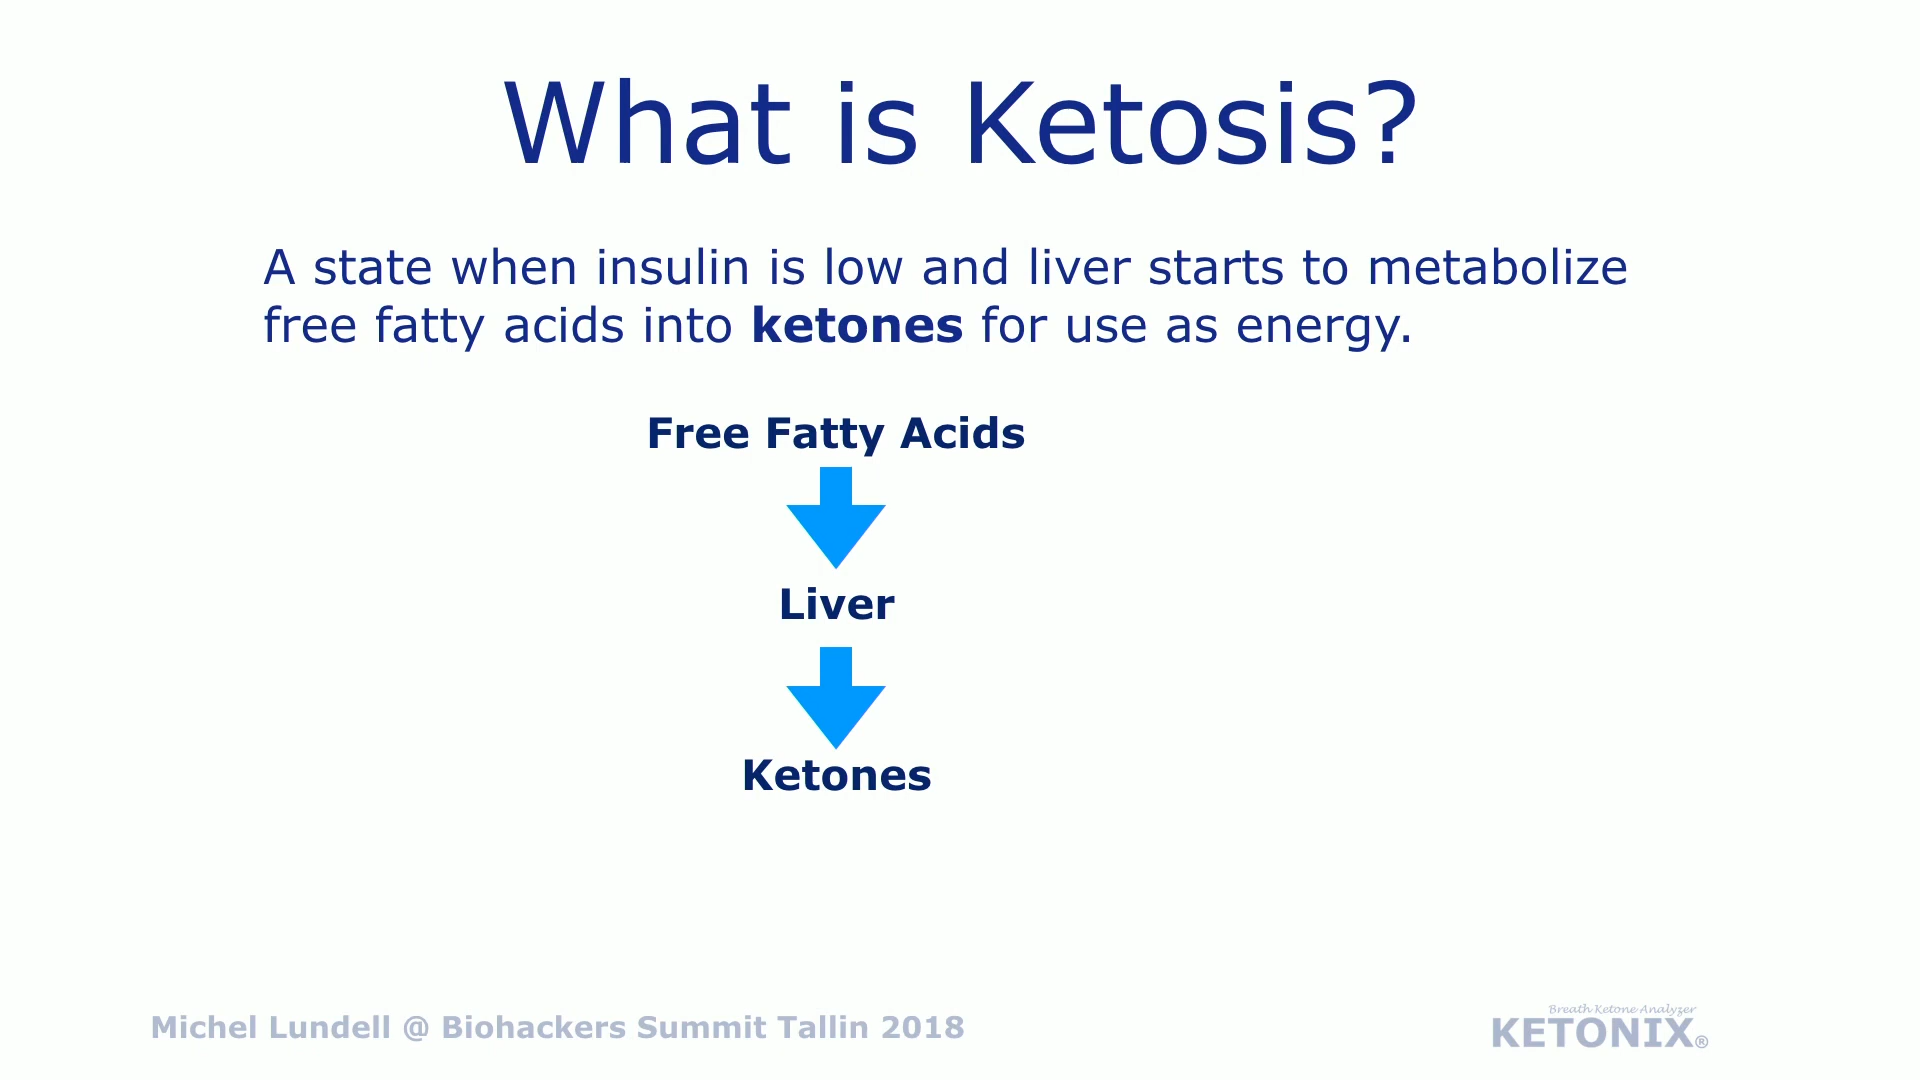 What is Ketosis?
A state when insulin is low and liver starts to metabolize
free fatty acids into ketones for use as energy.
Free Fatty Acids
Liver
Ketones
Michel Lundell @ Biohackers Summit Tallin 2018
Breath Ketone Analyzer
KETONIX®